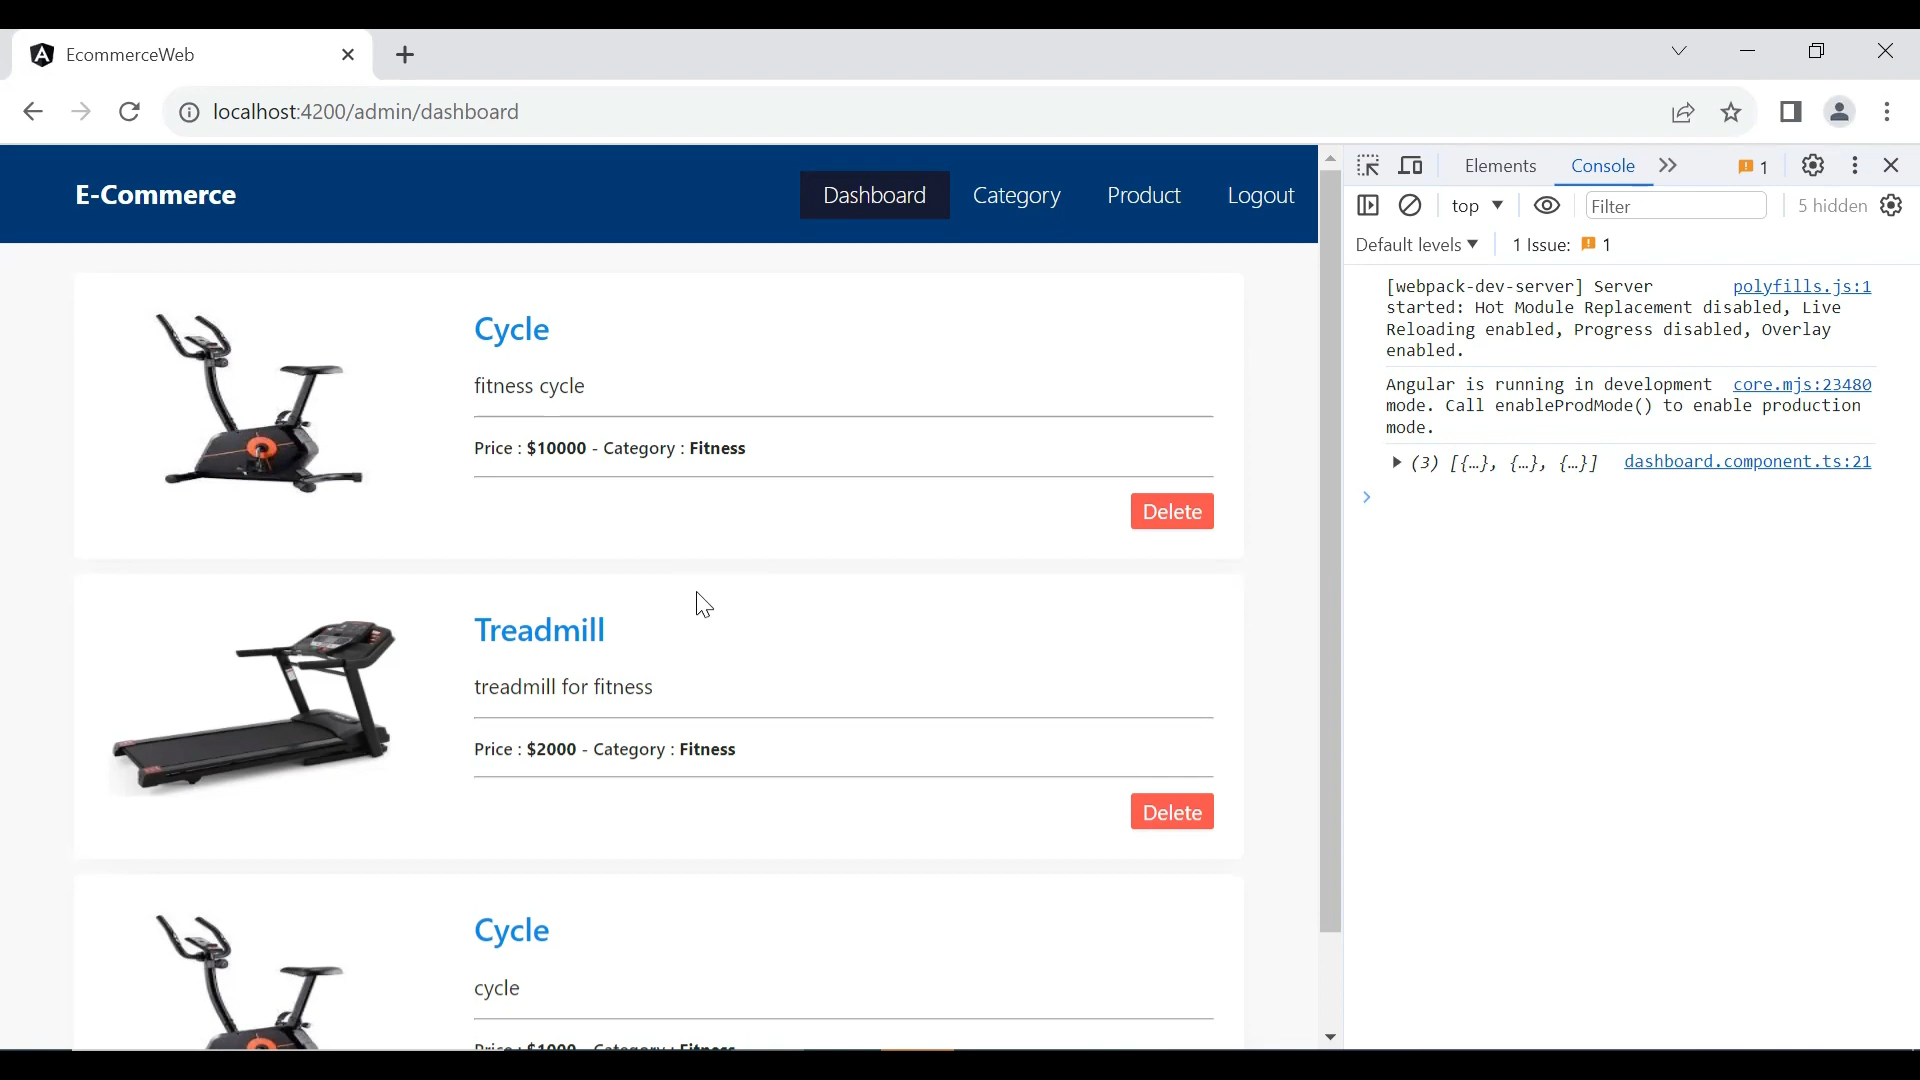 EcommerceWeb
localhost:4200/admin/dashboard
E-Commerce
Dashboard
Category
Product
Logout
Cycle
fitness cycle
Price : $10000 - Category : Fitness
Delete
Treadmill
treadmill for fitness
Price : $2000 - Category : Fitness
Delete
Cycle
cycle
Price : $1000 Category : Fitness
Elements
Console
1
top
Filter
5 hidden
Default levels
1 Issue: 1
[webpack-dev-server] Server polyfills.js:1
started: Hot Module Replacement disabled, Live
Reloading enabled, Progress disabled, Overlay
enabled.
Angular is running in development core.mjs:23480
mode. Call enableProdMode() to enable production
mode.
(3) [{…}, {…}, {…}] dashboard.component.ts:21